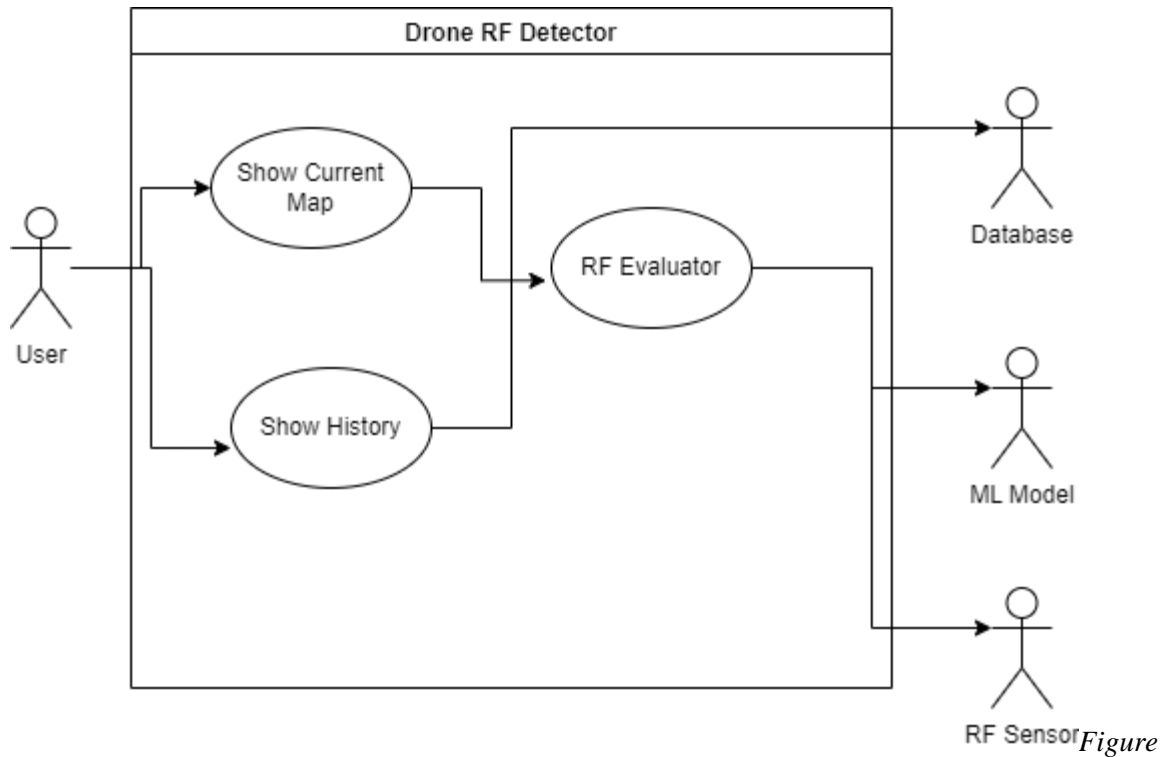 Drone RF Detector
Show Current
Map
RF Evaluator
Database
User
Show History
ML Model
RF Sensor
Figure